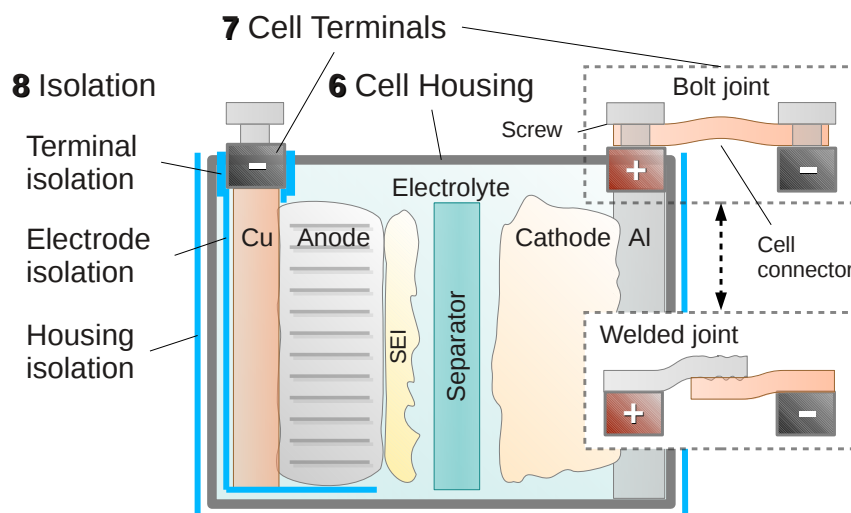 7 Cell Terminals
8 Isolation
6 Cell Housing
Bolt joint
Screw
Terminal
isolation
-
+
-
Electrolyte
Electrode
isolation
Cu
Anode
Cathode
Al
Cell
connector
Housing
isolation
SEI
Separator
Welded joint
+
-